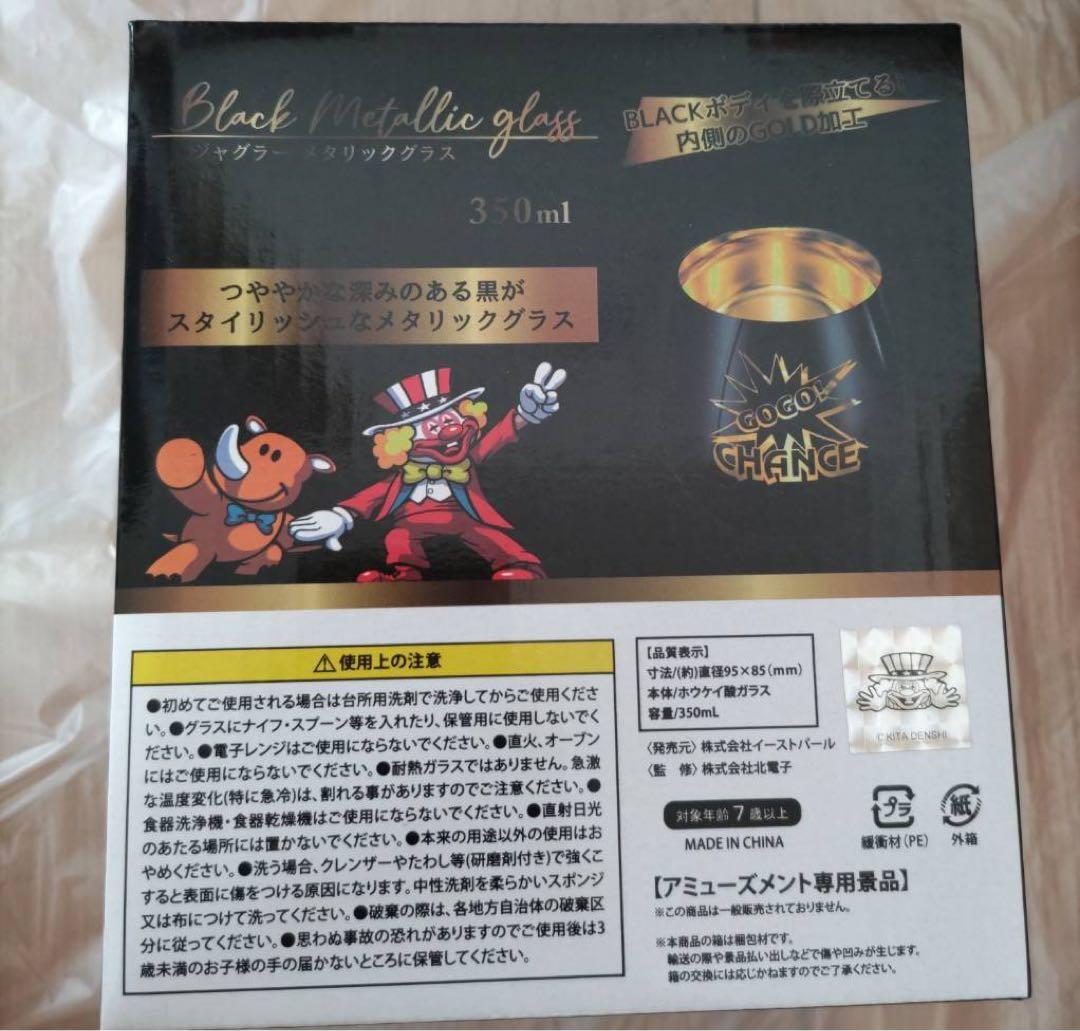 Black Metallic glass
ジャグラー メタリックグラス
350ml
BLACKボディを際立てる!
内側のGOLD加工
つややかな深みのある黒が
スタイリッシュなメタリックグラス
GOGO!
CHANCE
⚠使用上の注意
●初めてご使用される場合は台所用洗剤で洗浄してからご使用くださ
い。●グラスにナイフ・スプーン等を入れたり、保管用に使用しないでく
ださい。●電子レンジはご使用にならないでください。●直火、オーブン
にはご使用にならないでください。●耐熱ガラスではありません。急激
な温度変化(特に急冷)は、割れる事がありますのでご注意ください。●
食器洗浄機・食器乾燥機はご使用にならないでください。●直射日光
のあたる場所には置かないでください。●本来の用途以外の使用はお
やめください。●洗う場合、クレンザーやたわし等(研磨剤付き)で強くこ
すると表面に傷をつける原因になります。中性洗剤を柔らかいスポンジ
又は布につけて洗ってください。●破棄の際は、各地方自治体の破棄区
分に従ってください。●思わぬ事故の恐れがありますのでご使用後は3
歳未満のお子様の手の届かないところに保管してください。
【品質表示】
寸法/(約)直径95×85(mm)
本体/ホウケイ酸ガラス
容量/350mL
〈発売元〉株式会社イーストパール
〈監 修〉株式会社北電子
©KITA DENSHI
対象年齢7歳以上
MADE IN CHINA
プラ
緩衝材(PE)
紙
外箱
【アミューズメント専用景品】
※この商品は一般販売されておりません。
※本商品の箱は梱包材です。
輸送の際や景品払い出しなどで傷や凹みが生じます。
箱の交換には応じかねますのでご了承ください。